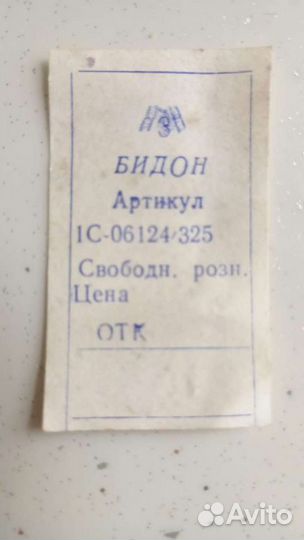 БИДОН
Артикул
1С-06124/325
Свободн. розн.
Цена
ОТК
Avito